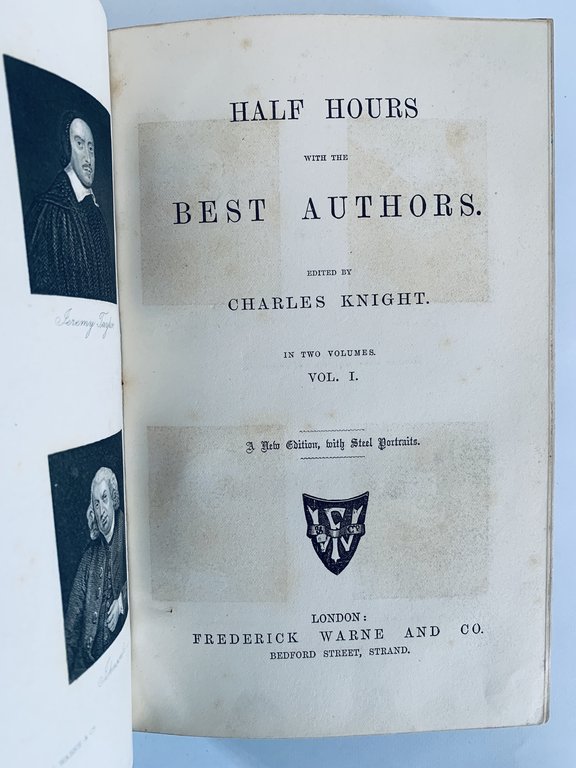 Jeremy Taylor
HALF HOURS
WITH THE
BEST AUTHORS.
EDITED BY
CHARLES KNIGHT.
IN TWO VOLUMES.
VOL. I.
A New Edition, with Steel Portraits.
LONDON:
FREDERICK WARNE AND CO.
BEDFORD STREET, STRAND.